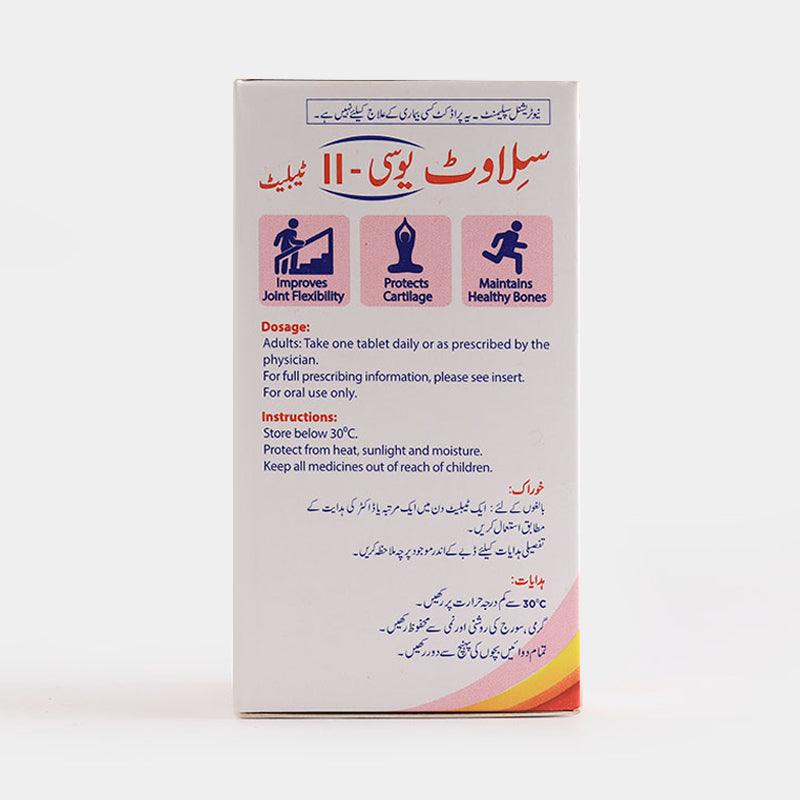 نیوٹریشنل سپلیمنٹ ۔ یہ پراڈکٹ کسی بیماری کے علاج کیلئے نہیں ہے۔
سِلاوٹ یوسی - II ٹیبلیٹ
Improves
Joint Flexibility
Protects
Cartilage
Maintains
Healthy Bones
Dosage:
Adults: Take one tablet daily or as prescribed by the
physician.
For full prescribing information, please see insert.
For oral use only.
Instructions:
Store below 30⁰C.
Protect from heat, sunlight and moisture.
Keep all medicines out of reach of children.
خوراک:
بالغوں کے لئے : ایک ٹیبلیٹ دن میں ایک مرتبہ یا ڈاکٹر کی ہدایت کے
مطابق استعمال کریں۔
تفصیلی ہدایات کیلئے ڈبے کے اندر موجود پرچہ ملاحظہ کریں۔
ہدایات:
30⁰C سے کم درجہ حرارت پر رکھیں۔
گرمی، سورج کی روشنی اور نمی سے محفوظ رکھیں۔
تمام دوائیں بچوں کی پہنچ سے دور رکھیں۔